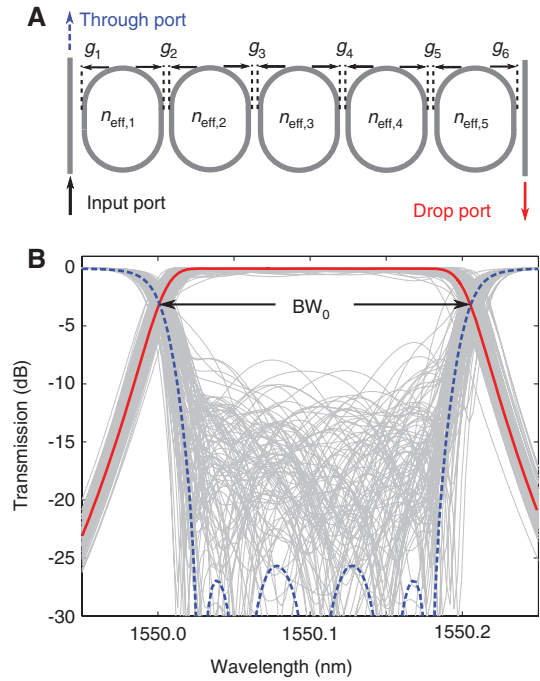 A
Through port
g1 g2 g3 g4 g5 g6
neff,1 neff,2 neff,3 neff,4 neff,5
Input port
Drop port
B
0
-5
-10
-15
-20
-25
-30
Transmission (dB)
BW0
1550.0 1550.1 1550.2
Wavelength (nm)